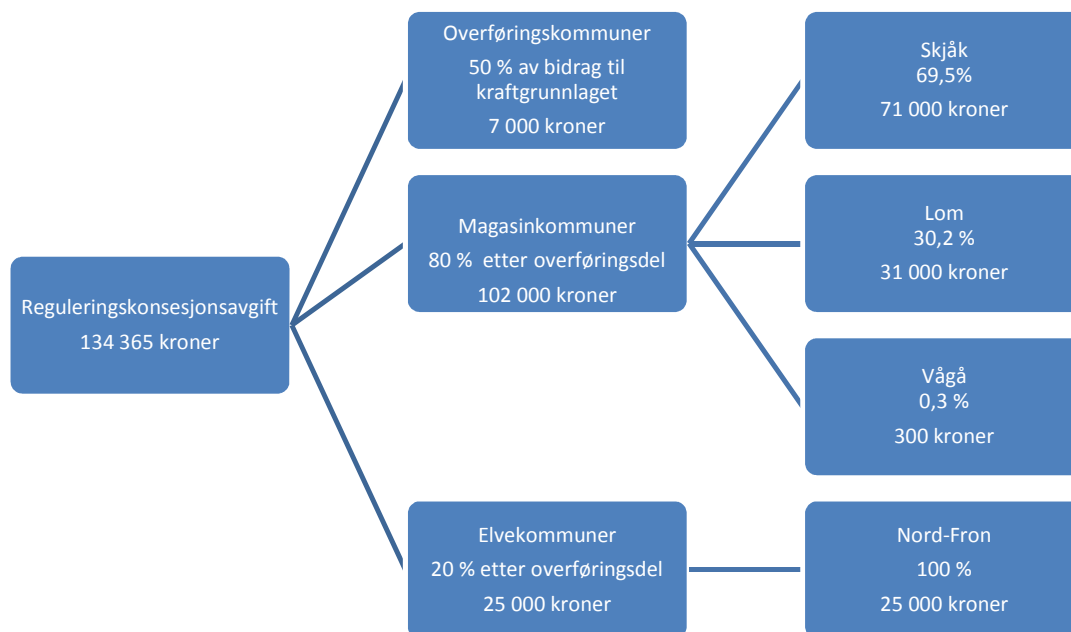 Reguleringskonsesjonsavgift
134 365 kroner
Overføringskommuner
50 % av bidrag til
kraftgrunnlaget
7 000 kroner
Magasinkommuner
80 % etter overføringsdel
102 000 kroner
Elvekommuner
20 % etter overføringsdel
25 000 kroner
Skjåk
69,5%
71 000 kroner
Lom
30,2 %
31 000 kroner
Vågå
0,3 %
300 kroner
Nord-Fron
100 %
25 000 kroner